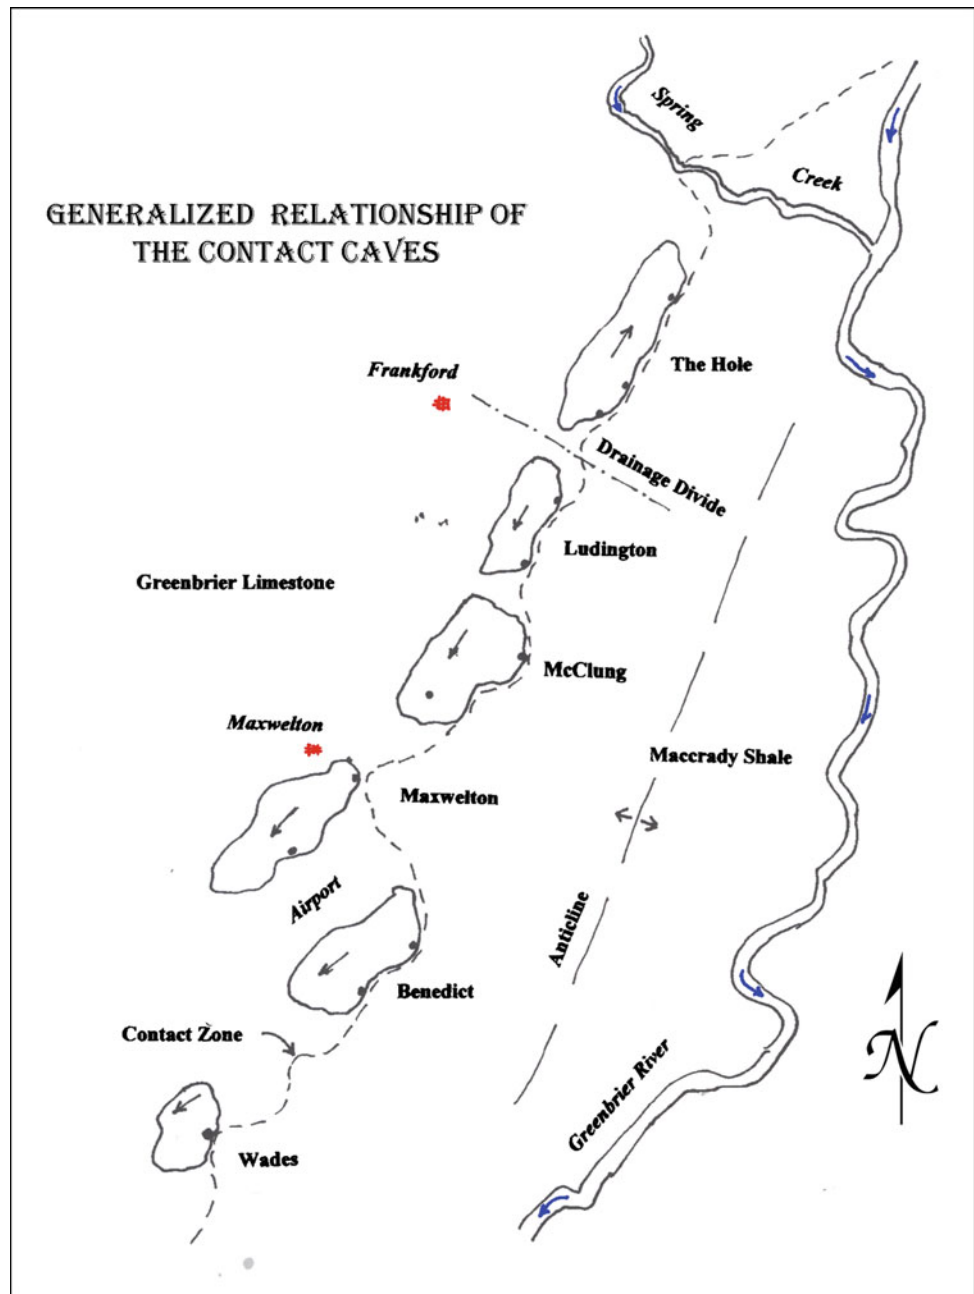 GENERALIZED RELATIONSHIP OF
THE CONTACT CAVES
Spring
Creek
The Hole
Frankford
Drainage Divide
Ludington
Greenbrier Limestone
McClung
Maxwelton
Maccrady Shale
Maxwelton
Airport
Anticline
Benedict
Contact Zone
N
Greenbrier River
Wades